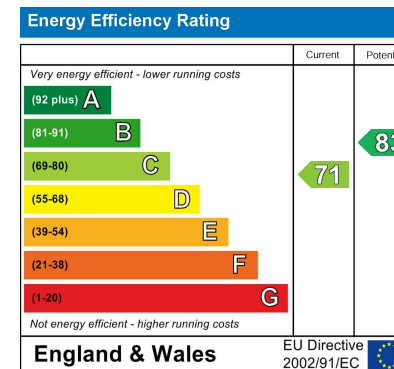 Energy Efficiency Rating
Current Poten
Very energy efficient - lower running costs
(92 plus) A
(81-91) B
83
(69-80) C
71
(55-68) D
(39-54) E
(21-38) F
(1-20) G
Not energy efficient - higher running costs
England & Wales
EU Directive
2002/91/EC